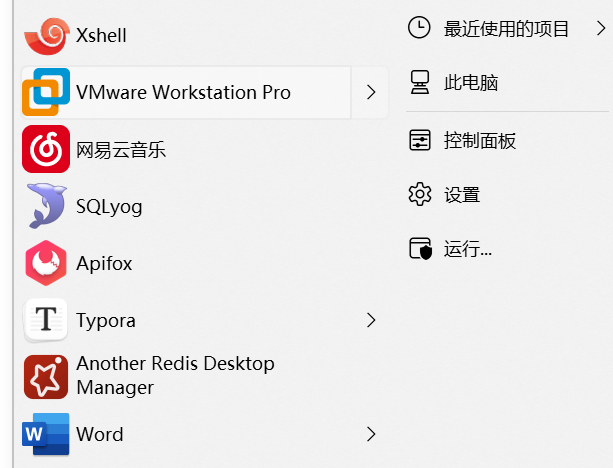 Xshell
VMware Workstation Pro
网易云音乐
SQLyog
Apifox
T
Typora
Another Redis Desktop
Manager
W
Word
最近使用的项目
此电脑
控制面板
设置
运行...